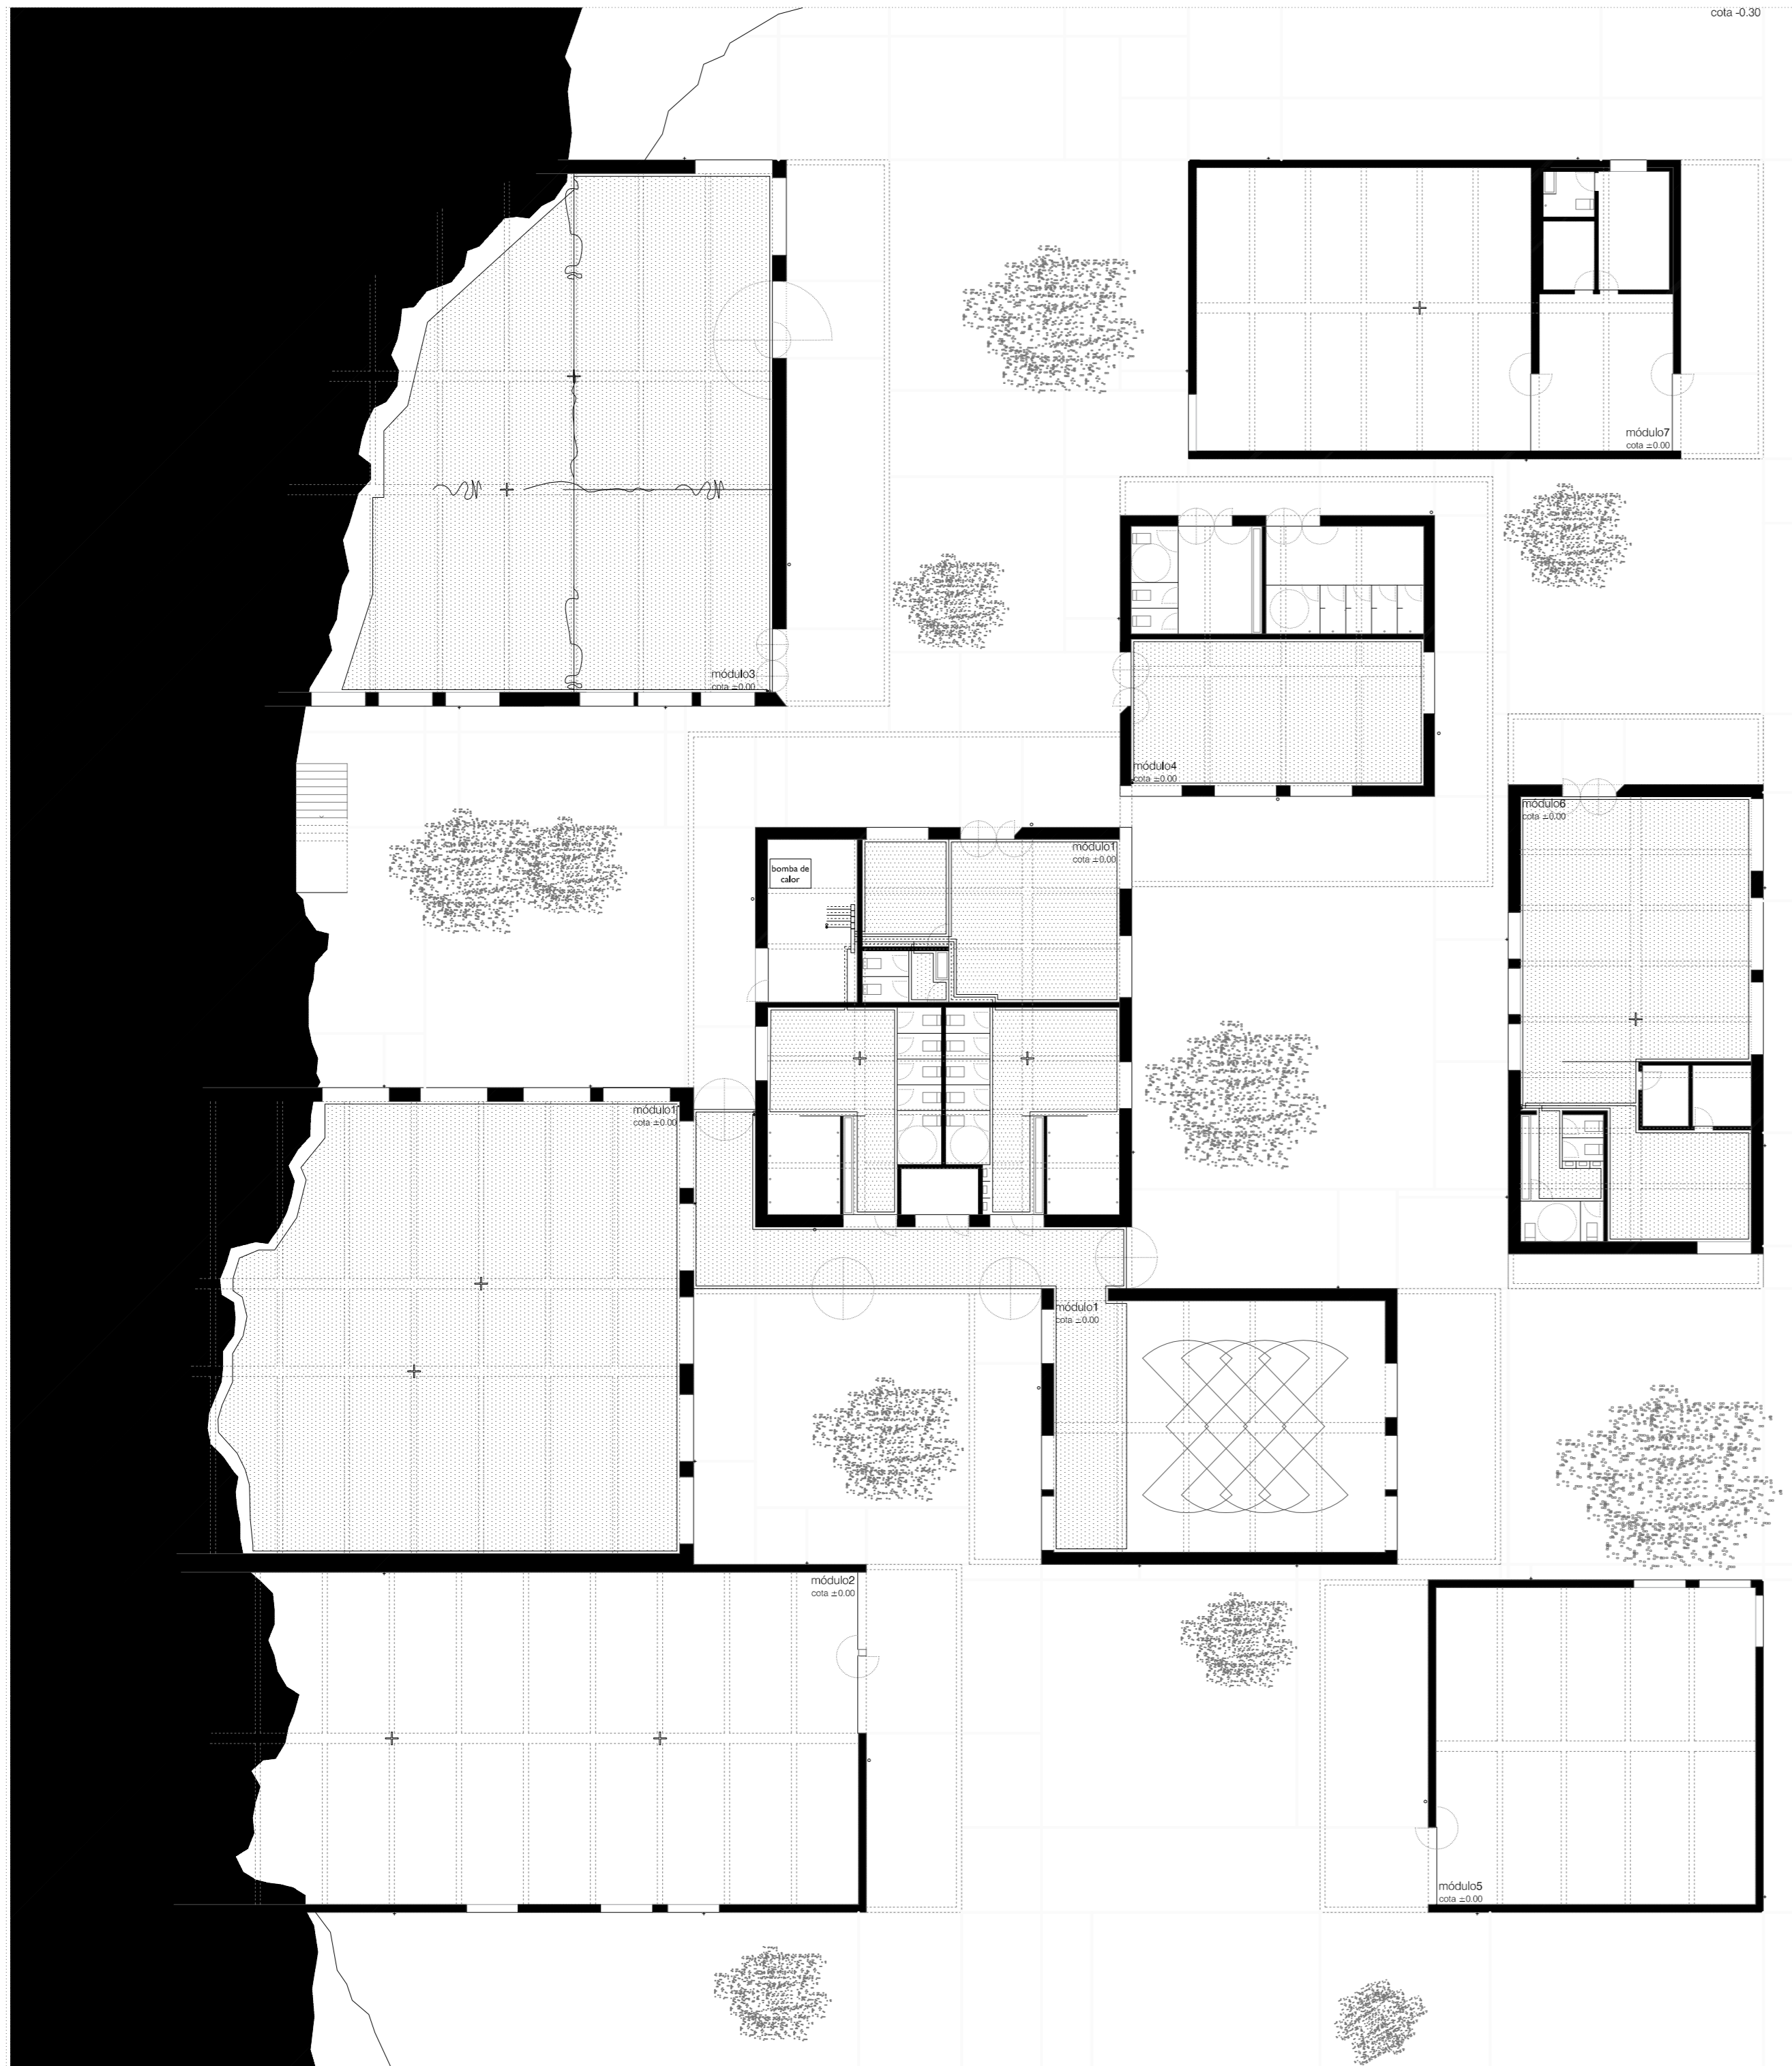 cota -0.30
módulo7
cota ±0.00
módulo3
cota ±0.00
módulo4
cota ±0.00
módulo6
cota ±0.00
módulo1
cota ±0.00
bomba de
calor
módulo1
cota ±0.00
módulo1
cota ±0.00
módulo2
cota ±0.00
módulo5
cota ±0.00